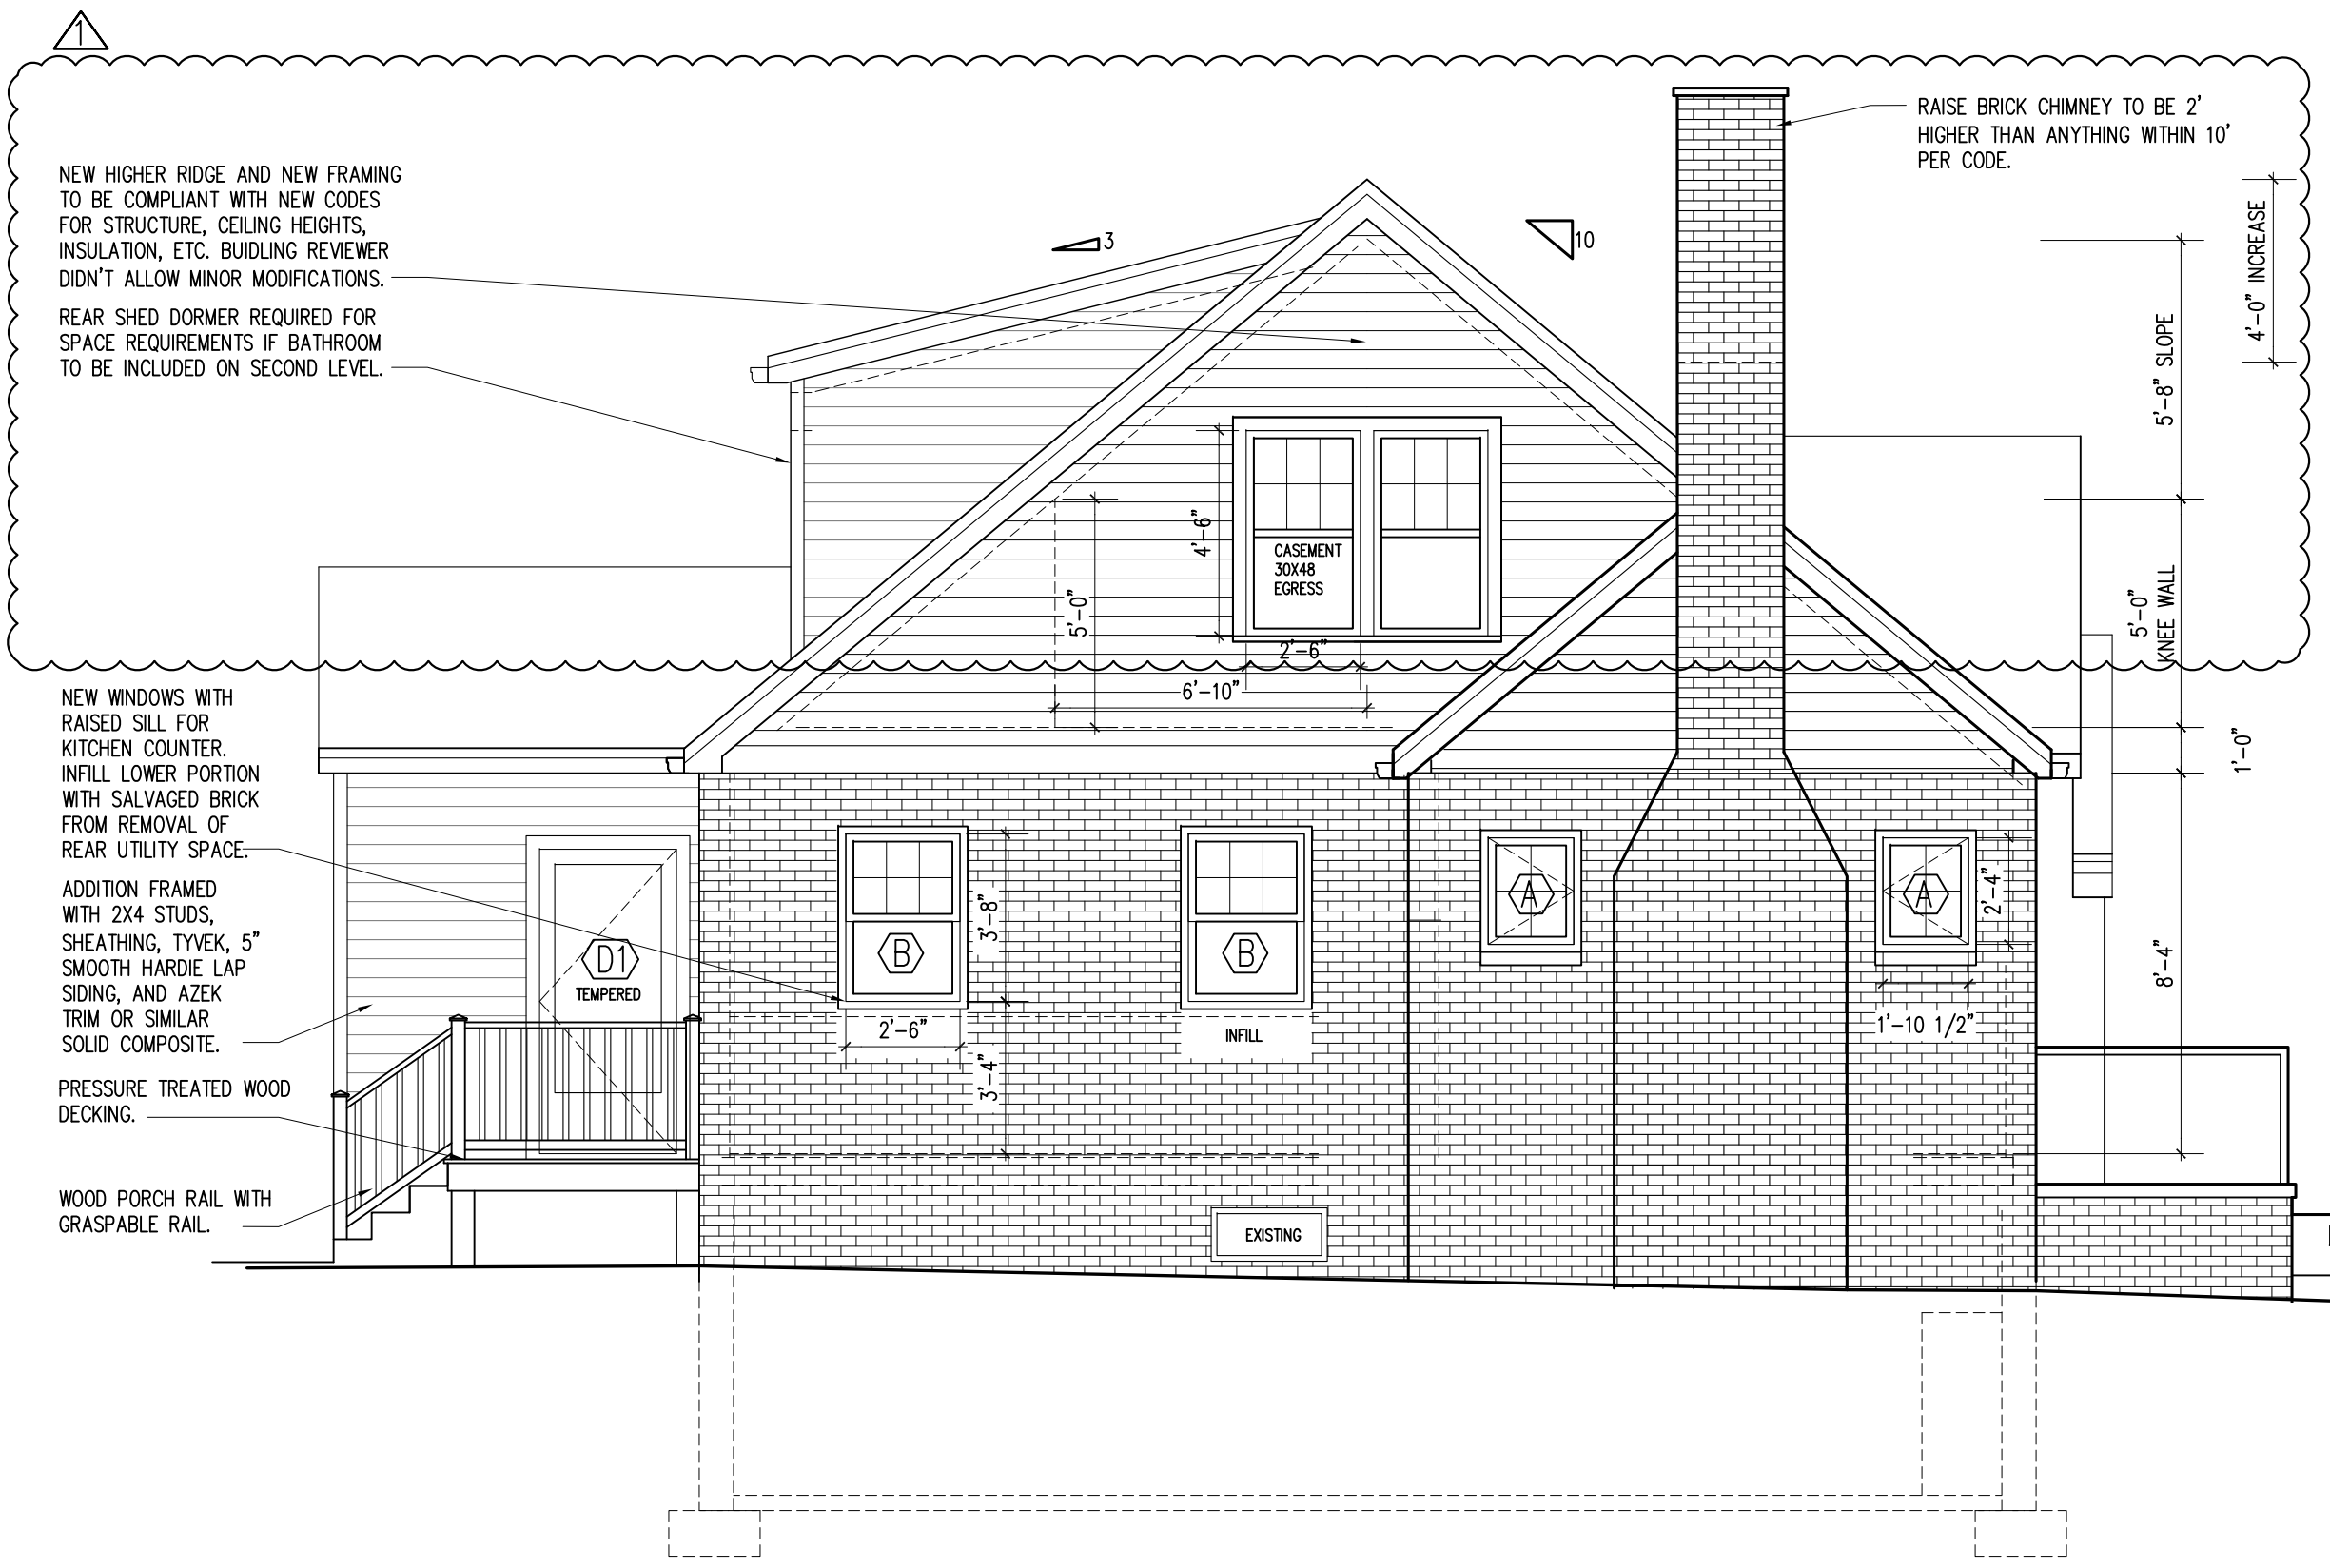 1
RAISE BRICK CHIMNEY TO BE 2'
HIGHER THAN ANYTHING WITHIN 10'
PER CODE.
NEW HIGHER RIDGE AND NEW FRAMING
TO BE COMPLIANT WITH NEW CODES
FOR STRUCTURE, CEILING HEIGHTS,
INSULATION, ETC. BUIDLING REVIEWER
DIDN'T ALLOW MINOR MODIFICATIONS.
REAR SHED DORMER REQUIRED FOR
SPACE REQUIREMENTS IF BATHROOM
TO BE INCLUDED ON SECOND LEVEL.
3
10
4'-0" INCREASE
5'-8" SLOPE
4'-6"
CASEMENT
30X48
EGRESS
5'-0"
2'-6"
6'-10"
5'-0"
KNEE WALL
1'-0"
NEW WINDOWS WITH
RAISED SILL FOR
KITCHEN COUNTER.
INFILL LOWER PORTION
WITH SALVAGED BRICK
FROM REMOVAL OF
REAR UTILITY SPACE.
ADDITION FRAMED
WITH 2X4 STUDS,
SHEATHING, TYVEK, 5"
SMOOTH HARDIE LAP
SIDING, AND AZEK
TRIM OR SIMILAR
SOLID COMPOSITE.
PRESSURE TREATED WOOD
DECKING.
WOOD PORCH RAIL WITH
GRASPABLE RAIL.
D1
TEMPERED
B
3'-8"
2'-6"
3'-4"
B
INFILL
A
A
2'-4"
1'-10 1/2"
8'-4"
EXISTING